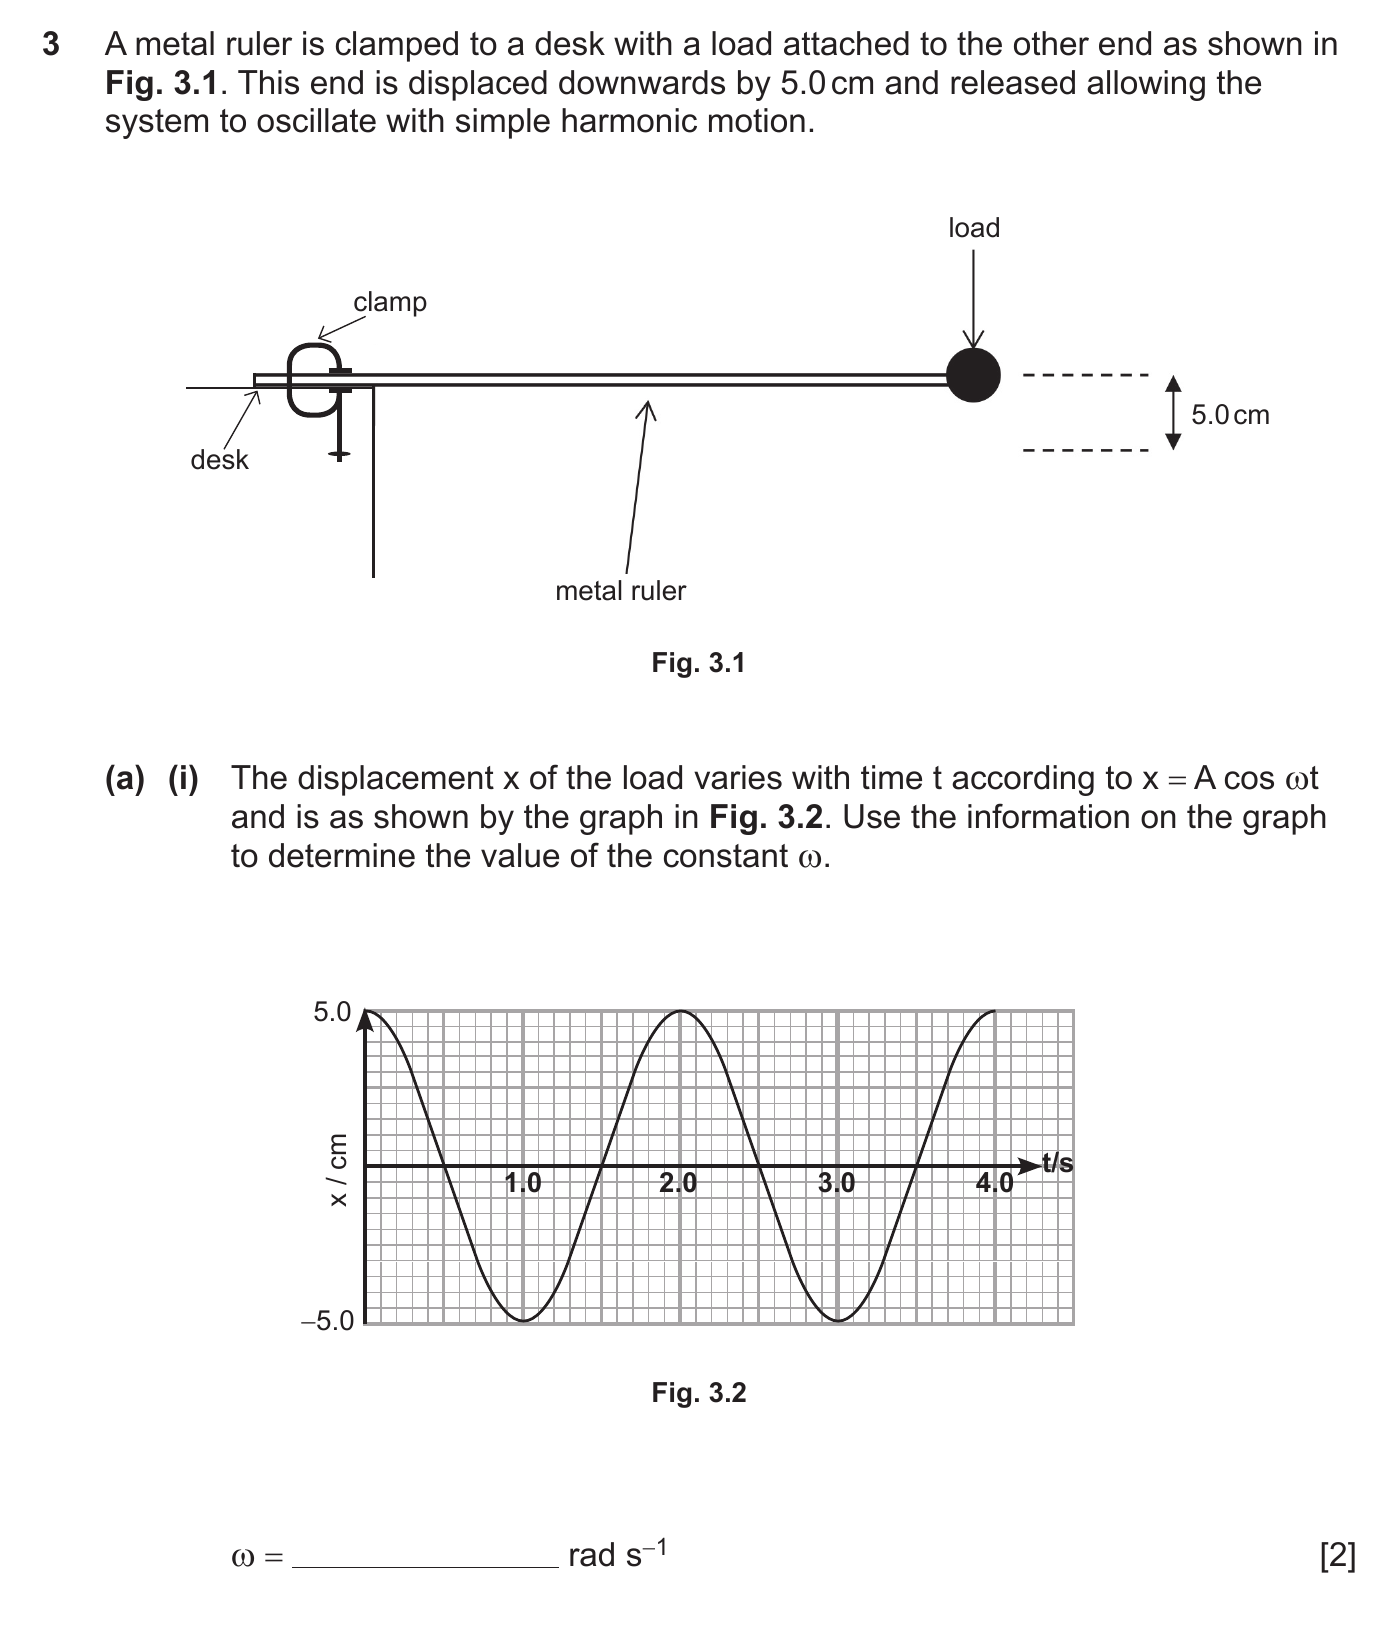 3 A metal ruler is clamped to a desk with a load attached to the other end as shown in
Fig. 3.1. This end is displaced downwards by 5.0 cm and released allowing the
system to oscillate with simple harmonic motion.
load
clamp
5.0 cm
desk
metal ruler
Fig. 3.1
(a) (i) The displacement x of the load varies with time t according to x = A cos ωt
and is as shown by the graph in Fig. 3.2. Use the information on the graph
to determine the value of the constant ω.
5.0
x / cm
t/s
1.0 2.0 3.0 4.0
–5.0
Fig. 3.2
ω = ________________ rad s⁻¹ [2]